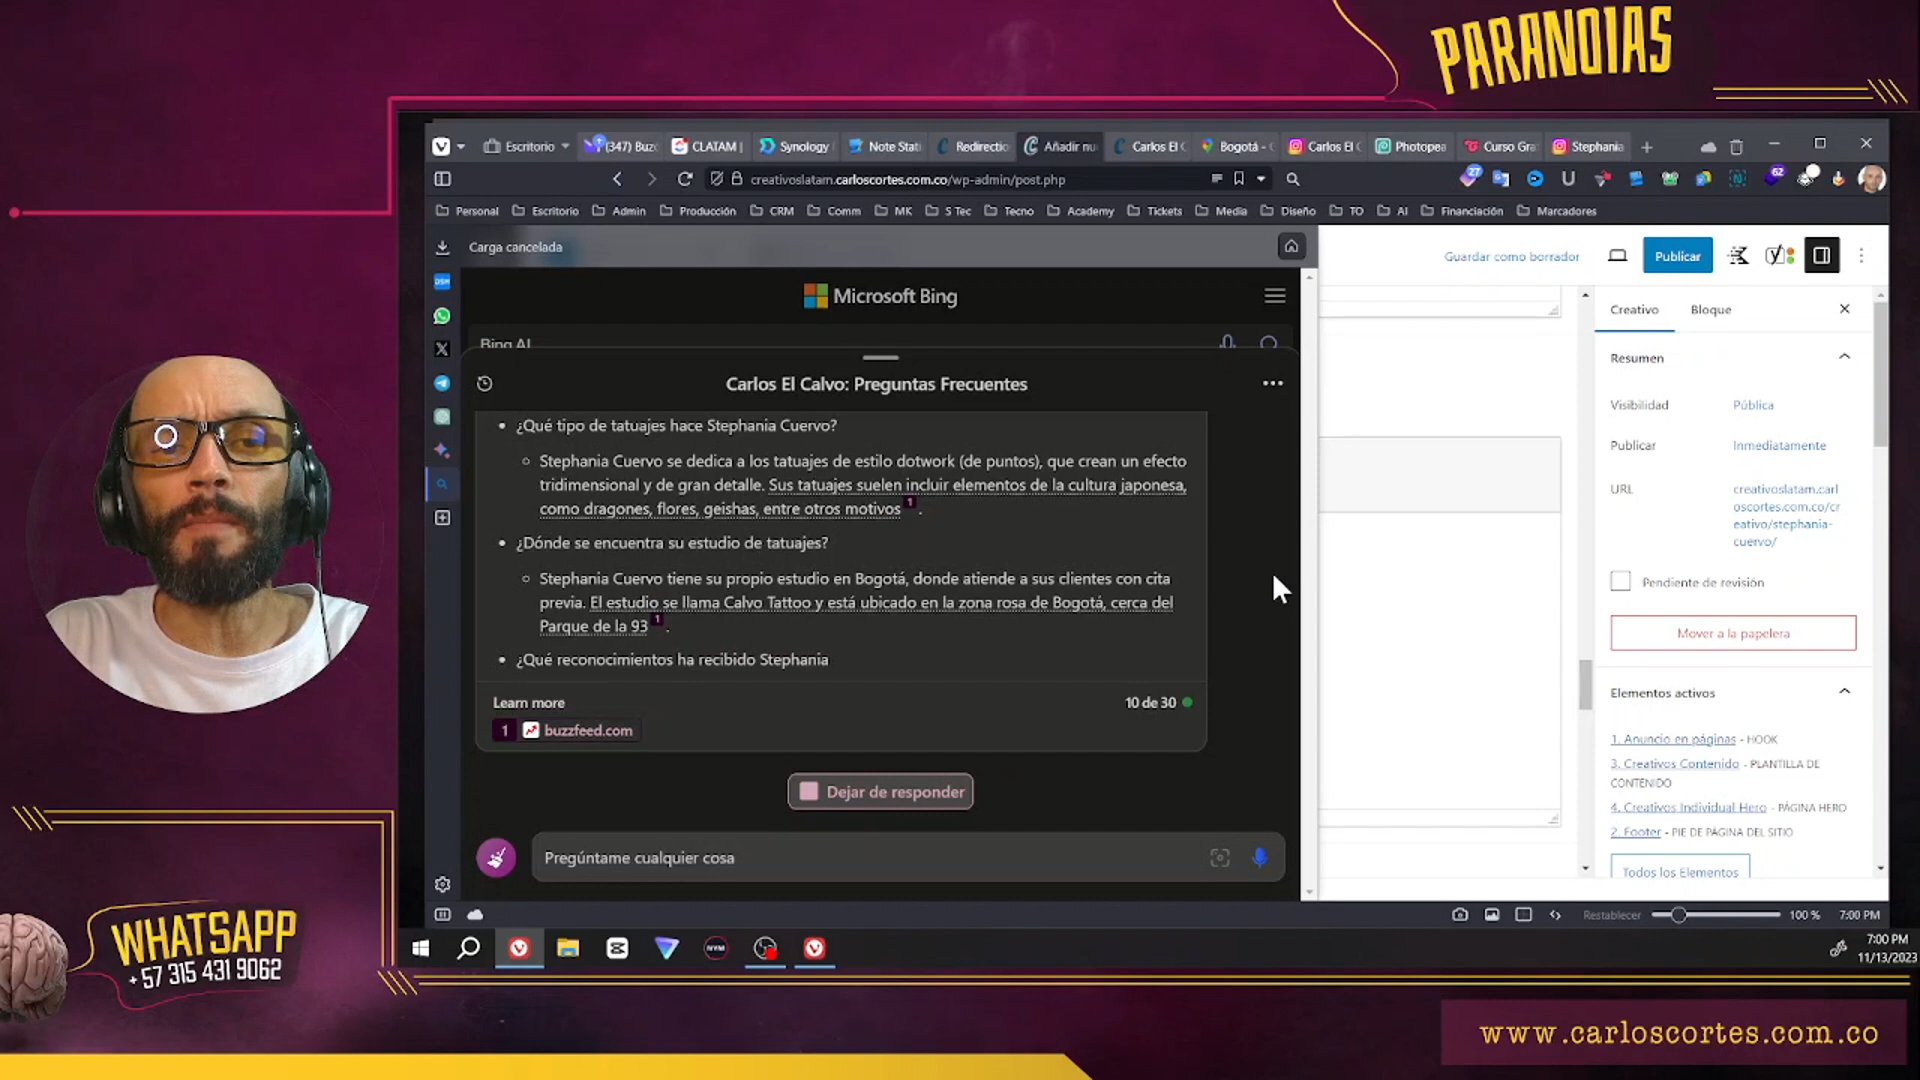 PARANOIAS
Escritorio
(347) Buz
CLATAM |
Synology
Note Stati
Redirectio
Añadir nu
Carlos El C
Bogotá - 
Carlos El C
Photopea
Curso Gra
Stephania
creativoslatam.carloscortes.com.co/wp-admin/post.php
27
62
Personal
Escritorio
Admin
Producción
CRM
Comm
MK
S Tec
Tecno
Academy
Tickets
Media
Diseño
TO
AI
Financiación
Marcadores
Carga cancelada
Guardar como borrador
Publicar
Microsoft Bing
Bing AI
Carlos El Calvo: Preguntas Frecuentes
• ¿Qué tipo de tatuajes hace Stephania Cuervo?
Stephania Cuervo se dedica a los tatuajes de estilo dotwork (de puntos), que crean un efecto
tridimensional y de gran detalle. Sus tatuajes suelen incluir elementos de la cultura japonesa,
como dragones, flores, geishas, entre otros motivos 1 .
• ¿Dónde se encuentra su estudio de tatuajes?
Stephania Cuervo tiene su propio estudio en Bogotá, donde atiende a sus clientes con cita
previa. El estudio se llama Calvo Tattoo y está ubicado en la zona rosa de Bogotá, cerca del
Parque de la 93 1 .
• ¿Qué reconocimientos ha recibido Stephania
Learn more
10 de 30
1 buzzfeed.com
Dejar de responder
Pregúntame cualquier cosa
Creativo
Bloque
Resumen
Visibilidad
Pública
Publicar
Inmediatamente
URL
creativoslatam.carl
oscortes.com.co/cr
eativo/stephania-
cuervo/
Pendiente de revisión
Mover a la papelera
Elementos activos
1. Anuncio en páginas - HOOK
3. Creativos Contenido - PLANTILLA DE
CONTENIDO
4. Creativos Individual Hero - PÁGINA HERO
2. Footer - PIE DE PÁGINA DEL SITIO
Todos los Elementos
Restablecer
100 %
7:00 PM
7:00 PM
11/13/2023
WHATSAPP
+ 57 315 431 9062
www.carloscortes.com.co